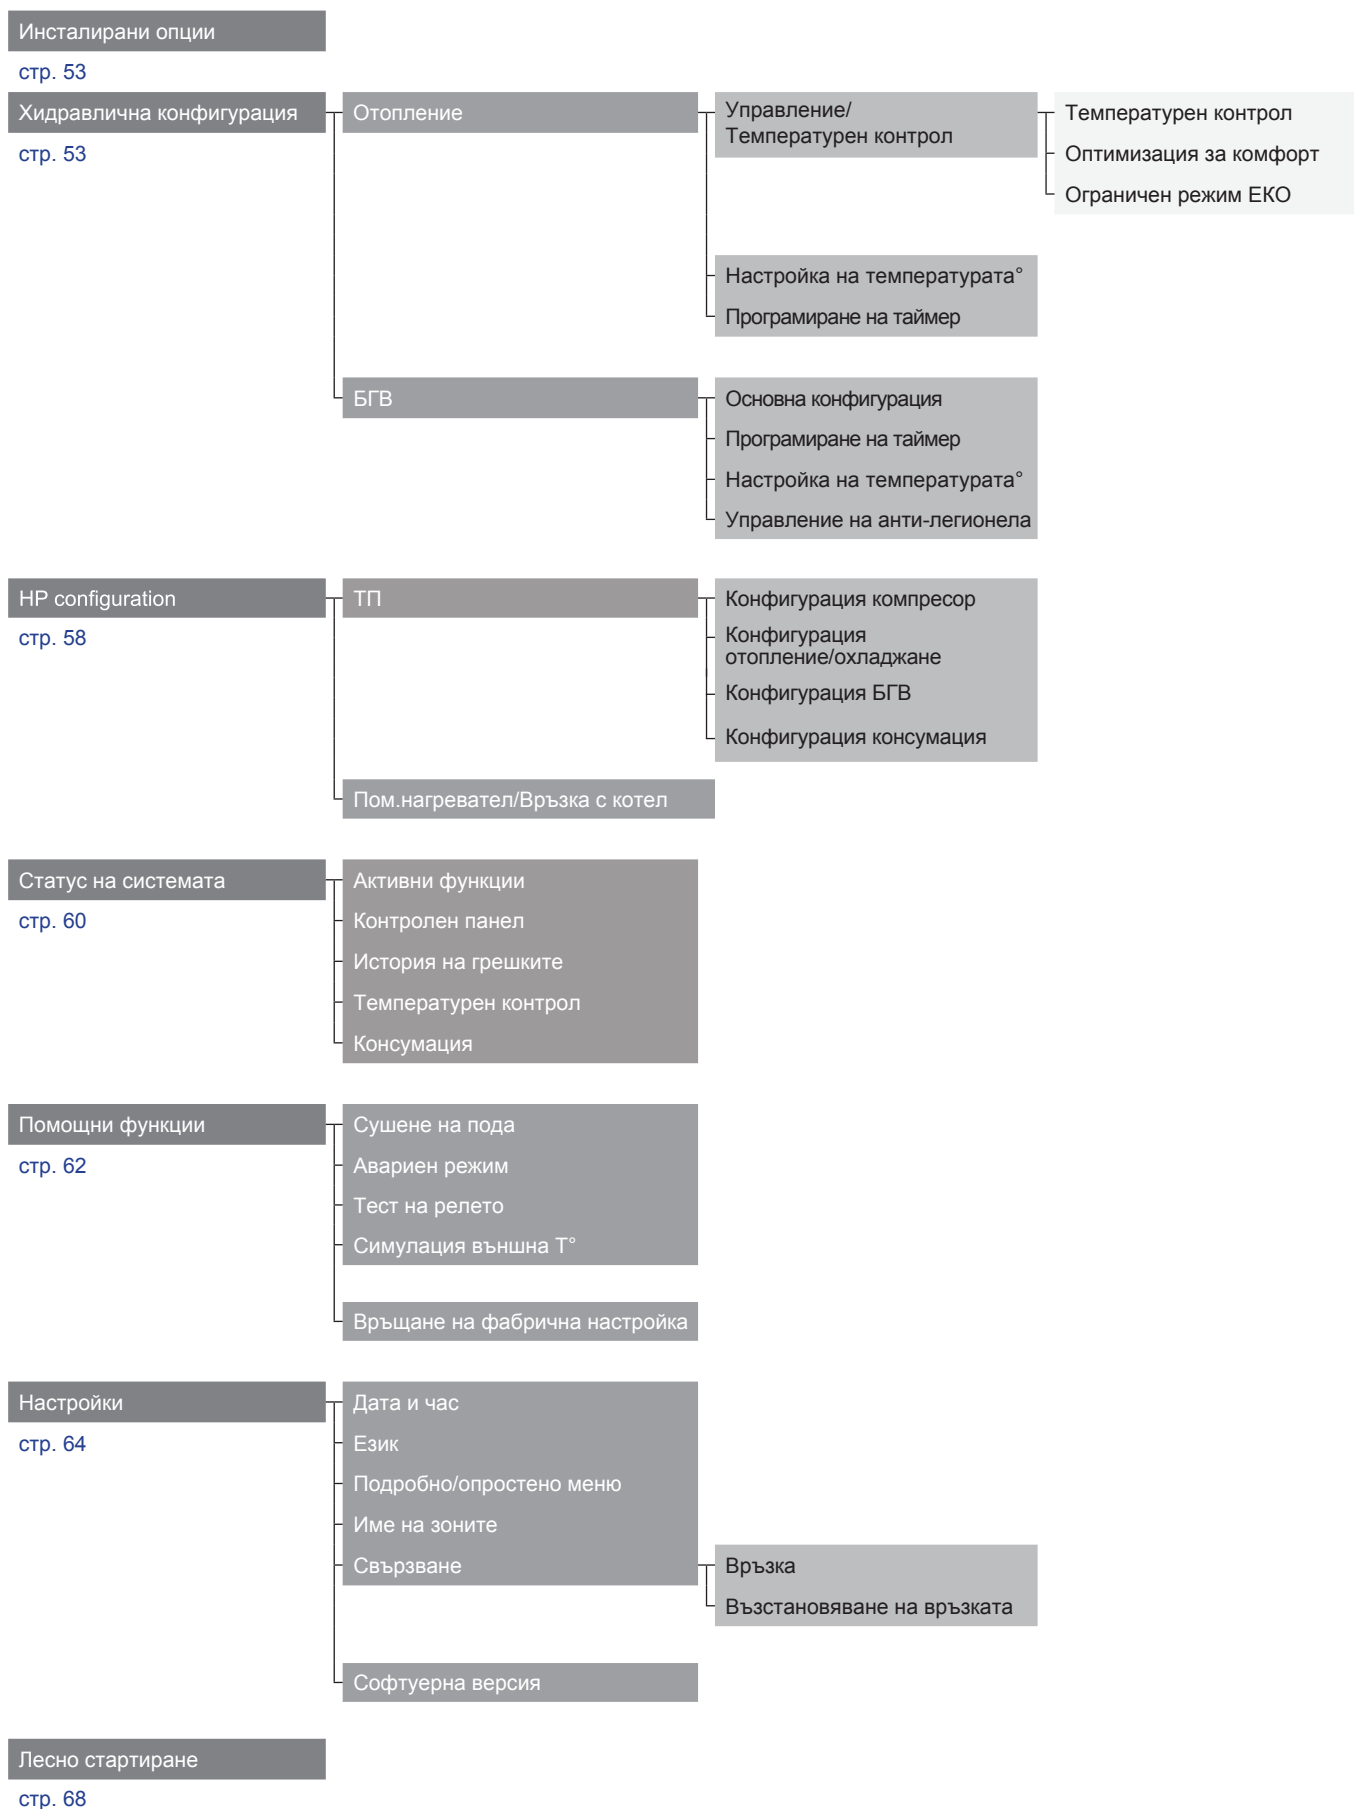 Инсталирани опции
стр. 53
Хидравлична конфигурация
стр. 53
Отопление
Управление/
Температурен контрол
Температурен контрол
Оптимизация за комфорт
Ограничен режим ЕКО
Настройка на температурата°
Програмиране на таймер
БГВ
Основна конфигурация
Програмиране на таймер
Настройка на температурата°
Управление на анти-легионела
HP configuration
стр. 58
ТП
Конфигурация компресор
Конфигурация
отопление/охладжане
Конфигурация БГВ
Конфигурация консумация
Пом.нагревател/Връзка с котел
Статус на системата
стр. 60
Активни функции
Контролен панел
История на грешките
Температурен контрол
Консумация
Помощни функции
стр. 62
Сушене на пода
Авариен режим
Тест на релето
Симулация външна T°
Връщане на фабрична настройка
Настройки
стр. 64
Дата и час
Език
Подробно/опростено меню
Име на зоните
Свързване
Връзка
Възстановяване на връзката
Софтуерна версия
Лесно стартиране
стр. 68